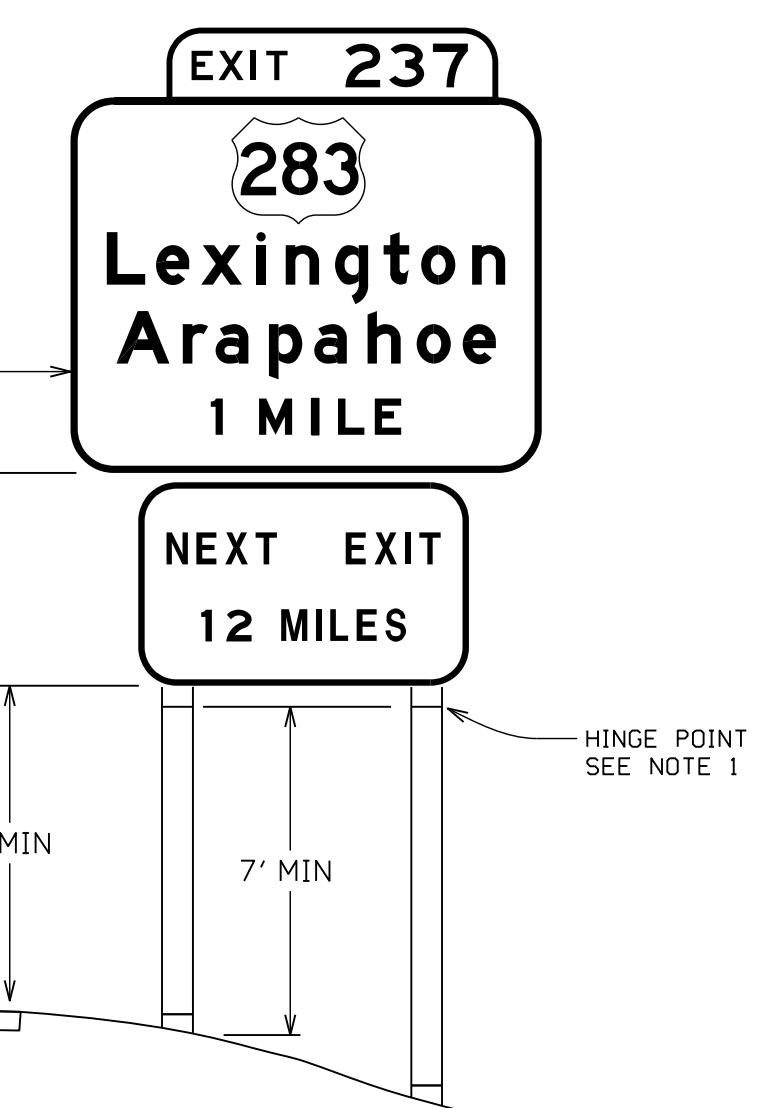 EXIT 237
283
Lexington
Arapahoe
1 MILE
NEXT EXIT
12 MILES
HINGE POINT
SEE NOTE 1
MIN
7' MIN